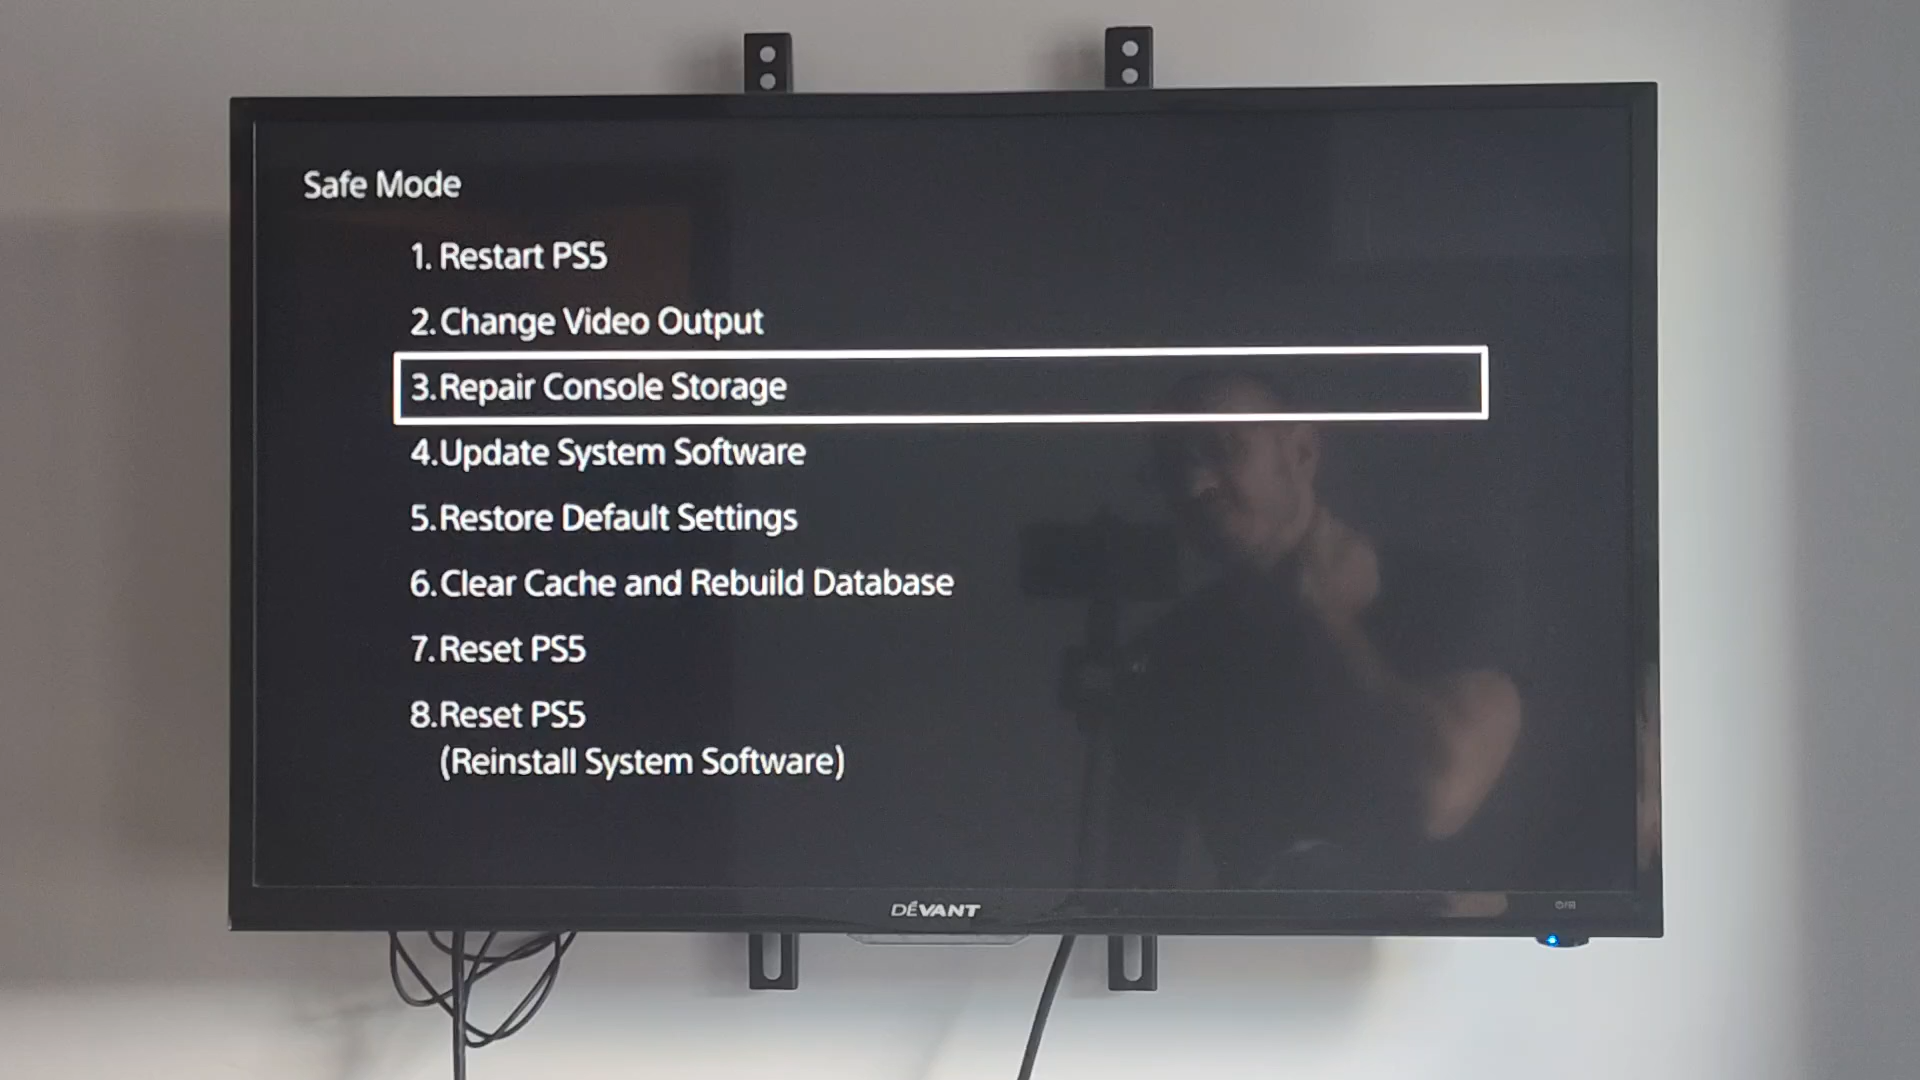 Safe Mode
1. Restart PS5
2. Change Video Output
3. Repair Console Storage
4. Update System Software
5. Restore Default Settings
6. Clear Cache and Rebuild Database
7. Reset PS5
8. Reset PS5
(Reinstall System Software)
DÉVANT